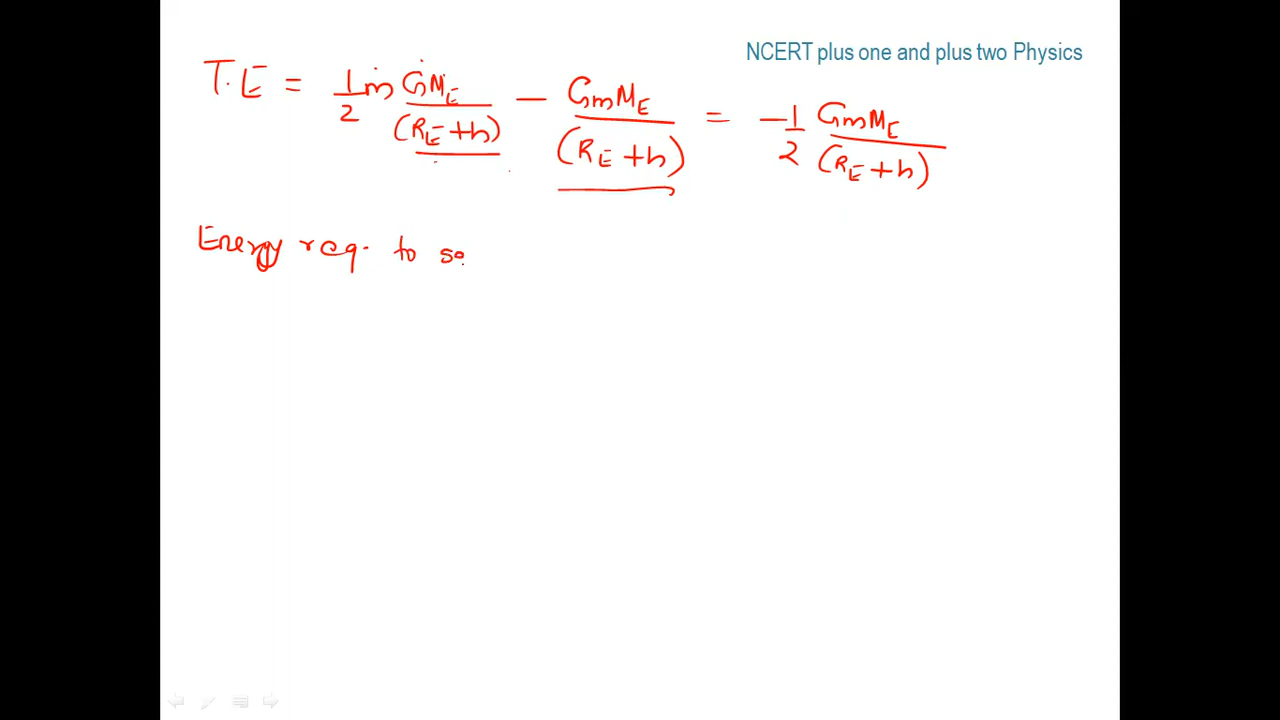 NCERT plus one and plus two Physics
T.E = 1/2 m GM_E/(R_E+h) − GmM_E/(R_E+h) = −1/2 GmM_E/(R_E+h)
Energy req. to se